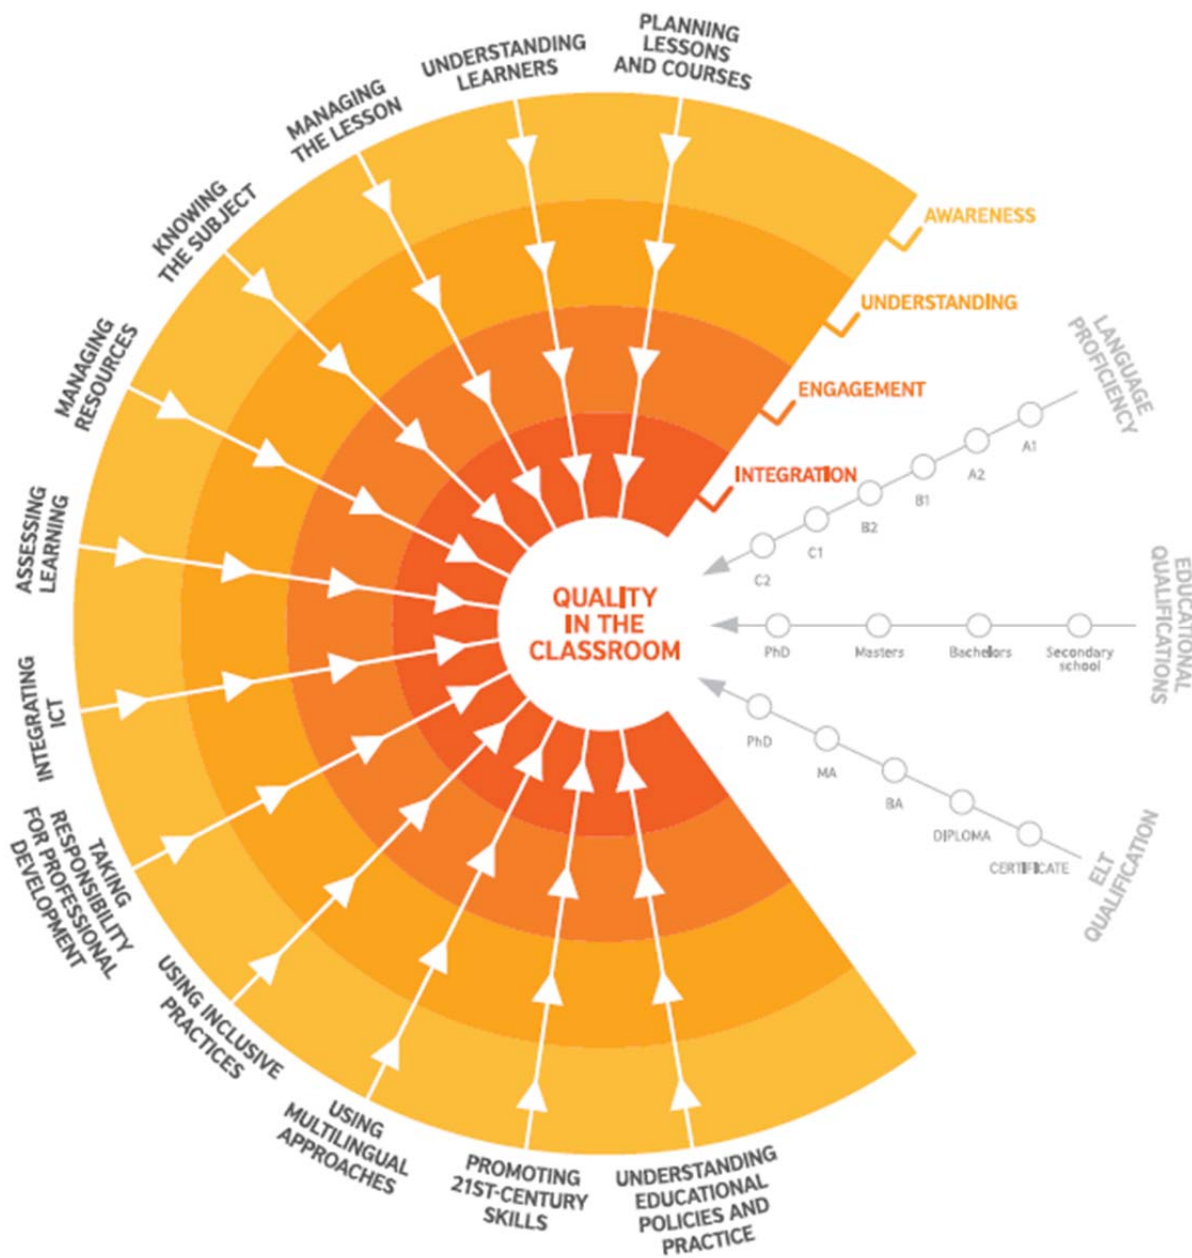 PLANNING
LESSONS
AND COURSES
UNDERSTANDING
LEARNERS
MANAGING
THE LESSON
KNOWING
THE SUBJECT
MANAGING
RESOURCES
ASSESSING
LEARNING
INTEGRATING
ICT
TAKING
RESPONSIBILITY
FOR PROFESSIONAL
DEVELOPMENT
USING INCLUSIVE
PRACTICES
USING
MULTILINGUAL
APPROACHES
PROMOTING
21ST-CENTURY
SKILLS
UNDERSTANDING
EDUCATIONAL
POLICIES AND
PRACTICE
AWARENESS
UNDERSTANDING
ENGAGEMENT
INTEGRATION
QUALITY
IN THE
CLASSROOM
LANGUAGE
PROFICIENCY
A1
A2
B1
B2
C1
C2
EDUCATIONAL
QUALIFICATIONS
PhD
Masters
Bachelors
Secondary
school
ELT
QUALIFICATION
PhD
MA
BA
DIPLOMA
CERTIFICATE